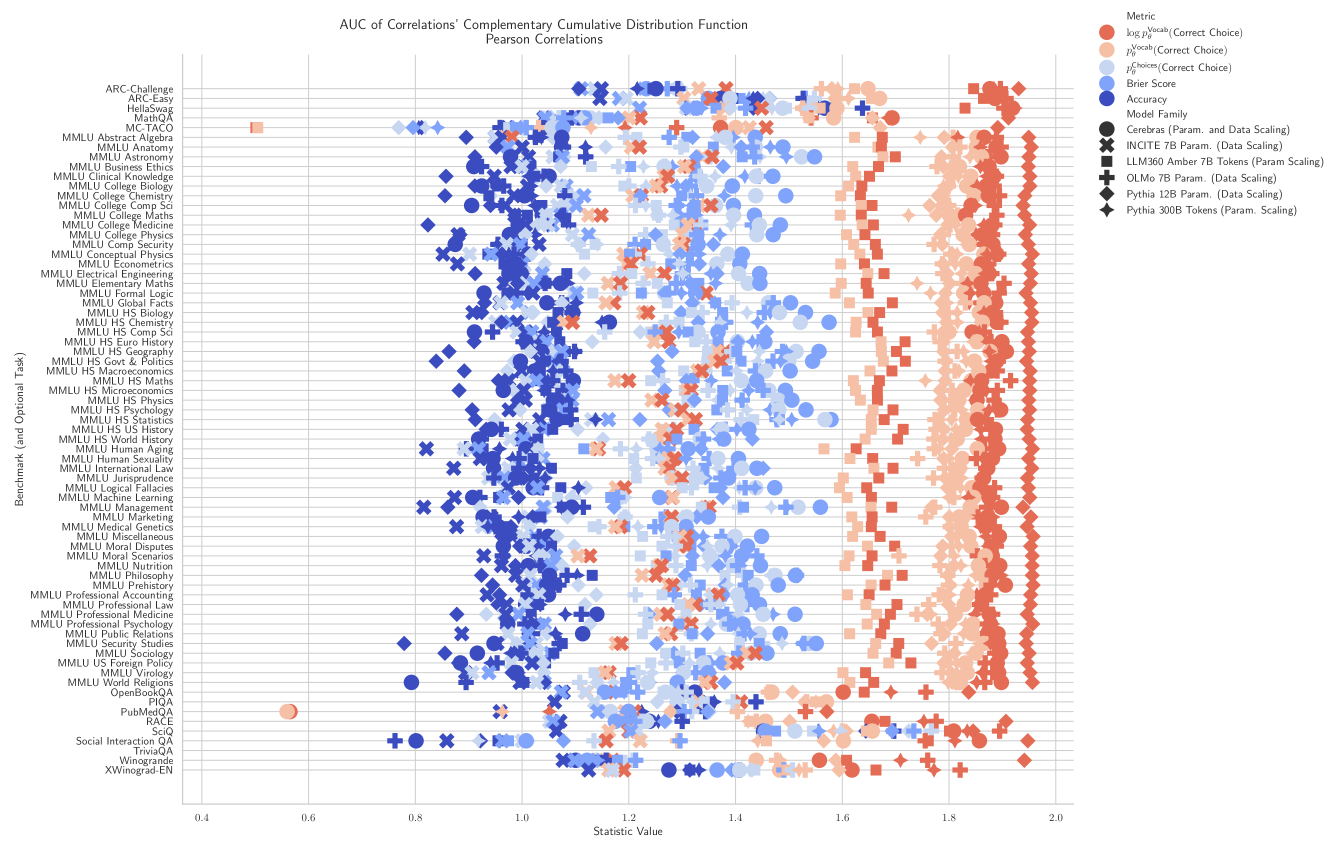 AUC of Correlations' Complementary Cumulative Distribution Function
Pearson Correlations
Benchmark (and Optional Task)
ARC-Challenge
ARC-Easy
HellaSwag
MathQA
MC-TACO
MMLU Abstract Algebra
MMLU Anatomy
MMLU Astronomy
MMLU Business Ethics
MMLU Clinical Knowledge
MMLU College Biology
MMLU College Chemistry
MMLU College Comp Sci
MMLU College Maths
MMLU College Medicine
MMLU College Physics
MMLU Comp Security
MMLU Conceptual Physics
MMLU Econometrics
MMLU Electrical Engineering
MMLU Elementary Maths
MMLU Formal Logic
MMLU Global Facts
MMLU HS Biology
MMLU HS Chemistry
MMLU HS Comp Sci
MMLU HS Euro History
MMLU HS Geography
MMLU HS Govt & Politics
MMLU HS Macroeconomics
MMLU HS Maths
MMLU HS Microeconomics
MMLU HS Physics
MMLU HS Psychology
MMLU HS Statistics
MMLU HS US History
MMLU HS World History
MMLU Human Aging
MMLU Human Sexuality
MMLU International Law
MMLU Jurisprudence
MMLU Logical Fallacies
MMLU Machine Learning
MMLU Management
MMLU Marketing
MMLU Medical Genetics
MMLU Miscellaneous
MMLU Moral Disputes
MMLU Moral Scenarios
MMLU Nutrition
MMLU Philosophy
MMLU Prehistory
MMLU Professional Accounting
MMLU Professional Law
MMLU Professional Medicine
MMLU Professional Psychology
MMLU Public Relations
MMLU Security Studies
MMLU Sociology
MMLU US Foreign Policy
MMLU Virology
MMLU World Religions
OpenBookQA
PIQA
PubMedQA
RACE
SciQ
Social Interaction QA
TriviaQA
Winogrande
XWinograd-EN
0.4 0.6 0.8 1.0 1.2 1.4 1.6 1.8 2.0
Statistic Value
Metric
log p_θ^Vocab(Correct Choice)
p_θ^Vocab(Correct Choice)
p_θ^Choices(Correct Choice)
Brier Score
Accuracy
Model Family
Cerebras (Param. and Data Scaling)
INCITE 7B Param. (Data Scaling)
LLM360 Amber 7B Tokens (Param Scaling)
OLMo 7B Param. (Data Scaling)
Pythia 12B Param. (Data Scaling)
Pythia 300B Tokens (Param. Scaling)